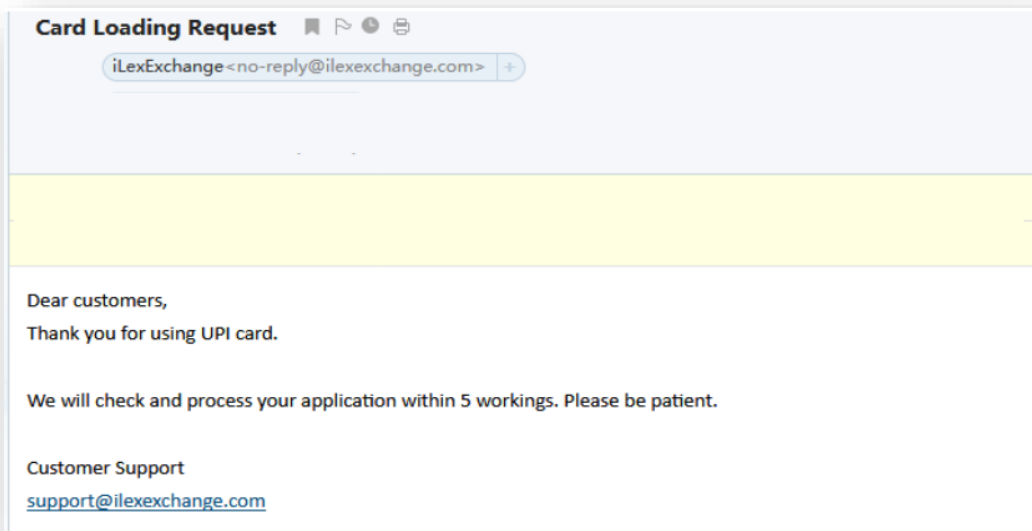 Card Loading Request
iLexExchange<no-reply@ilexexchange.com> +
Dear customers,
Thank you for using UPI card.
We will check and process your application within 5 workings. Please be patient.
Customer Support
support@ilexexchange.com